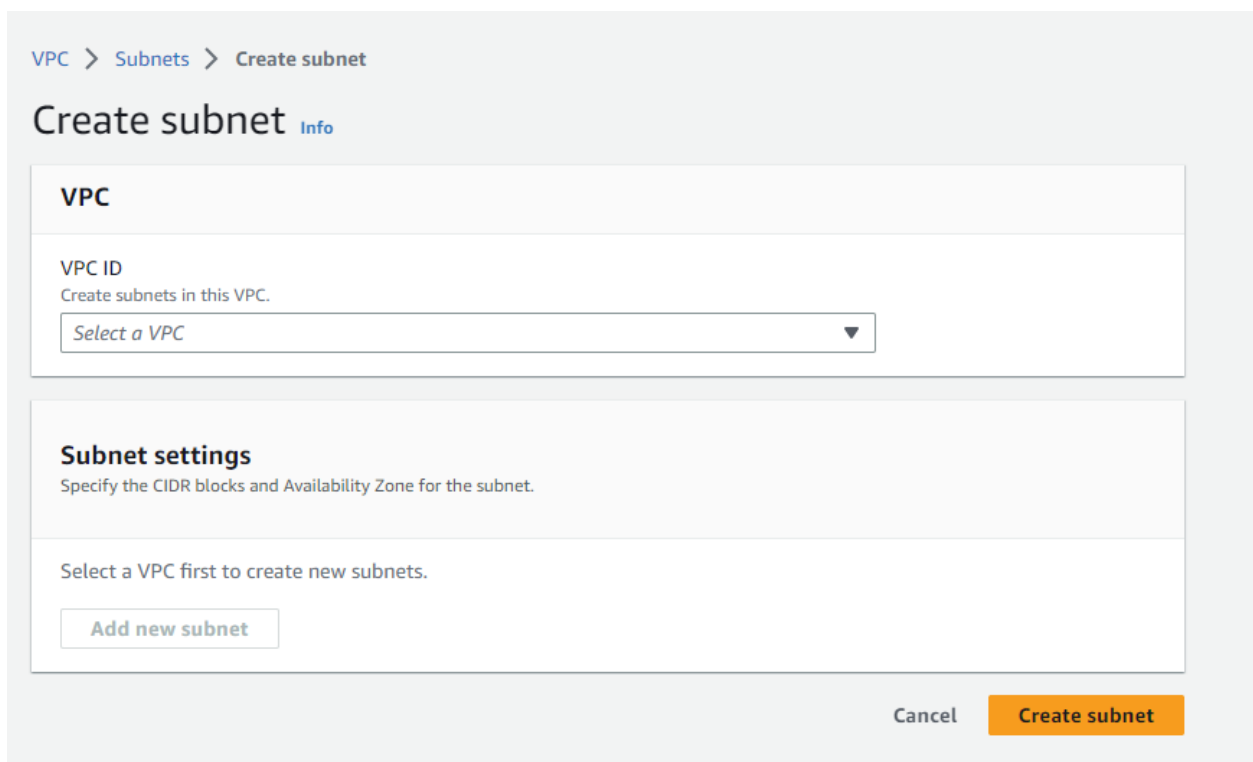 VPC > Subnets > Create subnet
Create subnet Info
VPC
VPC ID
Create subnets in this VPC.
Select a VPC
Subnet settings
Specify the CIDR blocks and Availability Zone for the subnet.
Select a VPC first to create new subnets.
Add new subnet
Cancel Create subnet